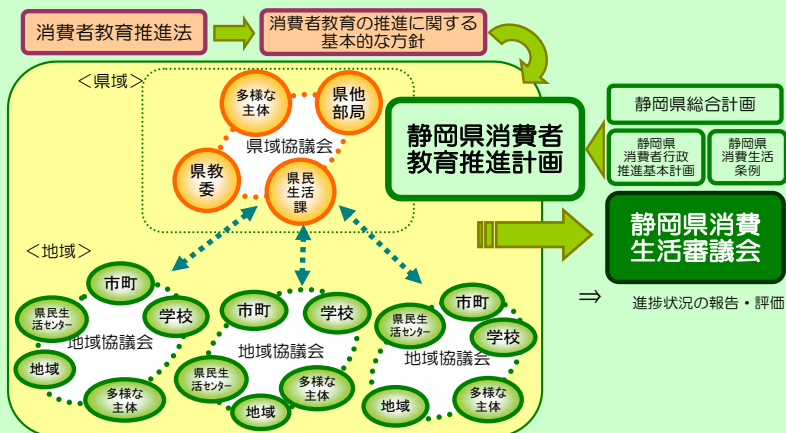 消費者教育推進法
消費者教育の推進に関する
基本的な方針
＜県域＞
多様な
主体
県他
部局
県域協議会
県教
委
県民
生活
課
静岡県消費者
教育推進計画
静岡県総合計画
静岡県
消費者行政
推進基本計画
静岡県
消費生活
条例
静岡県消費
生活審議会
⇒
進捗状況の報告・評価
＜地域＞
市町
県民生
活センター
学校
地域協議会
地域
多様な
主体
市町
学校
地域協議会
県民生
活センター
多様な
主体
地域
市町
県民生
活センター
学校
地域協議会
地域
多様な
主体